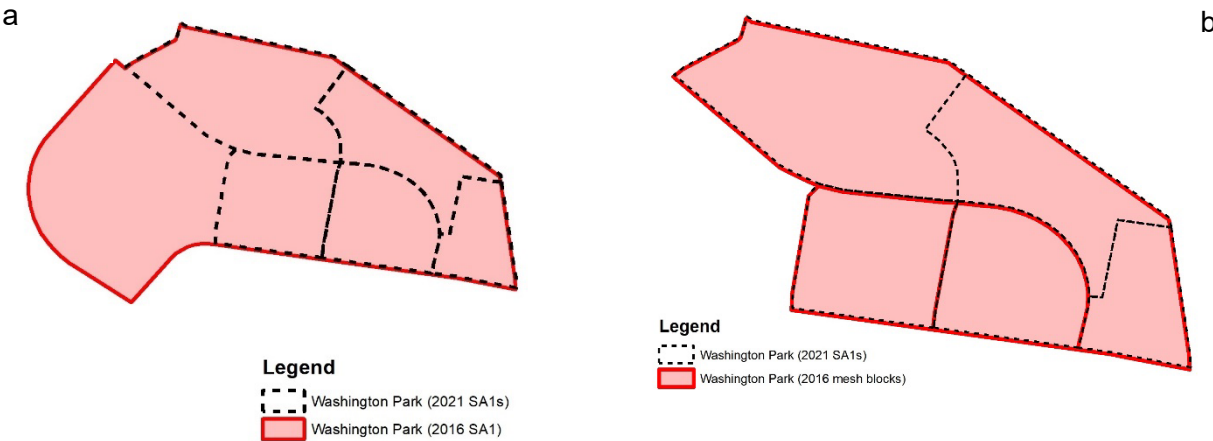 a
b
Legend
Washington Park (2021 SA1s)
Washington Park (2016 SA1)
Legend
Washington Park (2021 SA1s)
Washington Park (2016 mesh blocks)